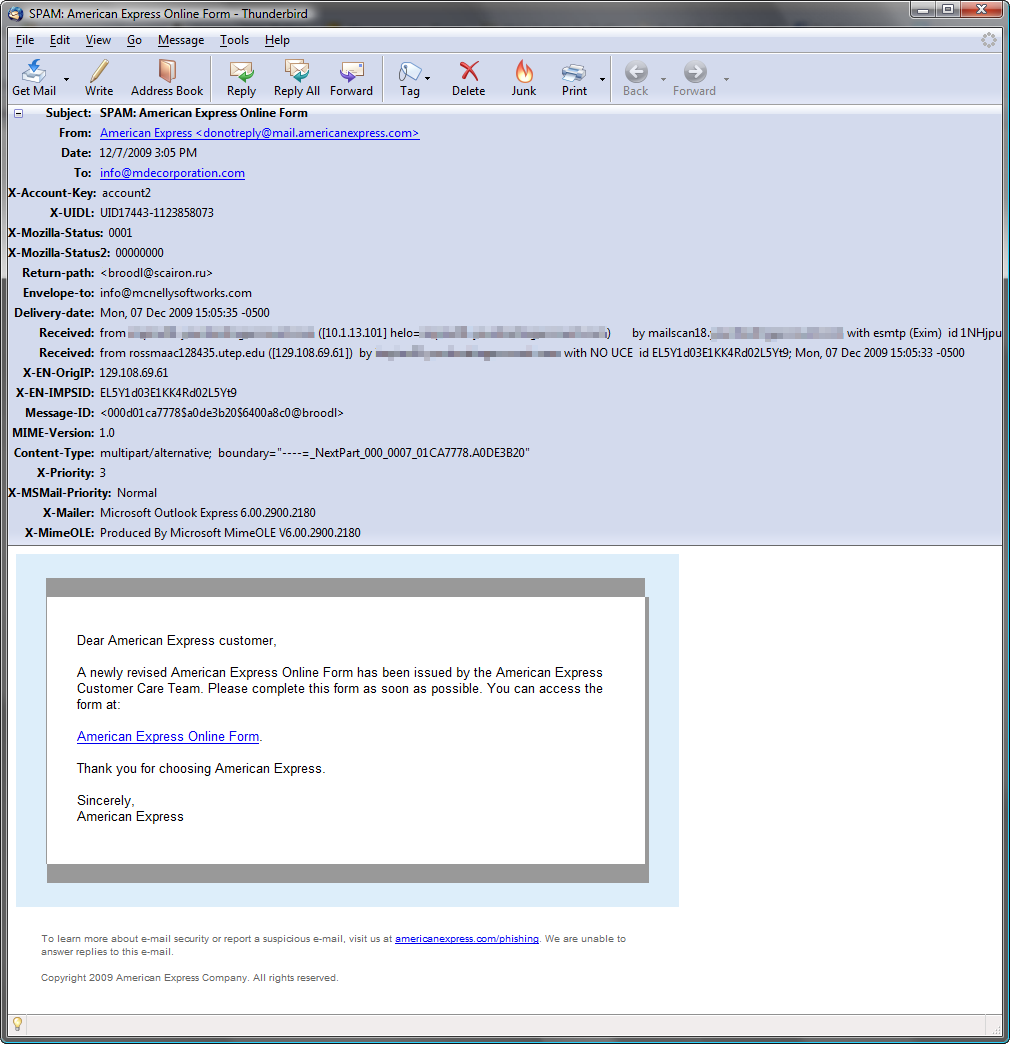 SPAM: American Express Online Form - Thunderbird
File Edit View Go Message Tools Help
Get Mail Write Address Book Reply Reply All Forward Tag Delete Junk Print Back Forward
Subject: SPAM: American Express Online Form
From: American Express <donotreply@mail.americanexpress.com>
Date: 12/7/2009 3:05 PM
To: info@mdecorporation.com
X-Account-Key: account2
X-UIDL: UID17443-1123858073
X-Mozilla-Status: 0001
X-Mozilla-Status2: 00000000
Return-path: <broodl@scairon.ru>
Envelope-to: info@mcnellysoftworks.com
Delivery-date: Mon, 07 Dec 2009 15:05:35 -0500
Received: from ([10.1.13.101] helo= ) by mailscan18. with esmtp (Exim) id 1NHjpu
Received: from rossmaac128435.utep.edu ([129.108.69.61]) by with NO UCE id EL5Y1d03E1KK4Rd02L5Yt9; Mon, 07 Dec 2009 15:05:33 -0500
X-EN-OrigIP: 129.108.69.61
X-EN-IMPSID: EL5Y1d03E1KK4Rd02L5Yt9
Message-ID: <000d01ca7778$a0de3b20$6400a8c0@broodl>
MIME-Version: 1.0
Content-Type: multipart/alternative; boundary="----=_NextPart_000_0007_01CA7778.A0DE3B20"
X-Priority: 3
X-MSMail-Priority: Normal
X-Mailer: Microsoft Outlook Express 6.00.2900.2180
X-MimeOLE: Produced By Microsoft MimeOLE V6.00.2900.2180
Dear American Express customer,
A newly revised American Express Online Form has been issued by the American Express
Customer Care Team. Please complete this form as soon as possible. You can access the
form at:
American Express Online Form.
Thank you for choosing American Express.
Sincerely,
American Express
To learn more about e-mail security or report a suspicious e-mail, visit us at americanexpress.com/phishing. We are unable to
answer replies to this e-mail.
Copyright 2009 American Express Company. All rights reserved.